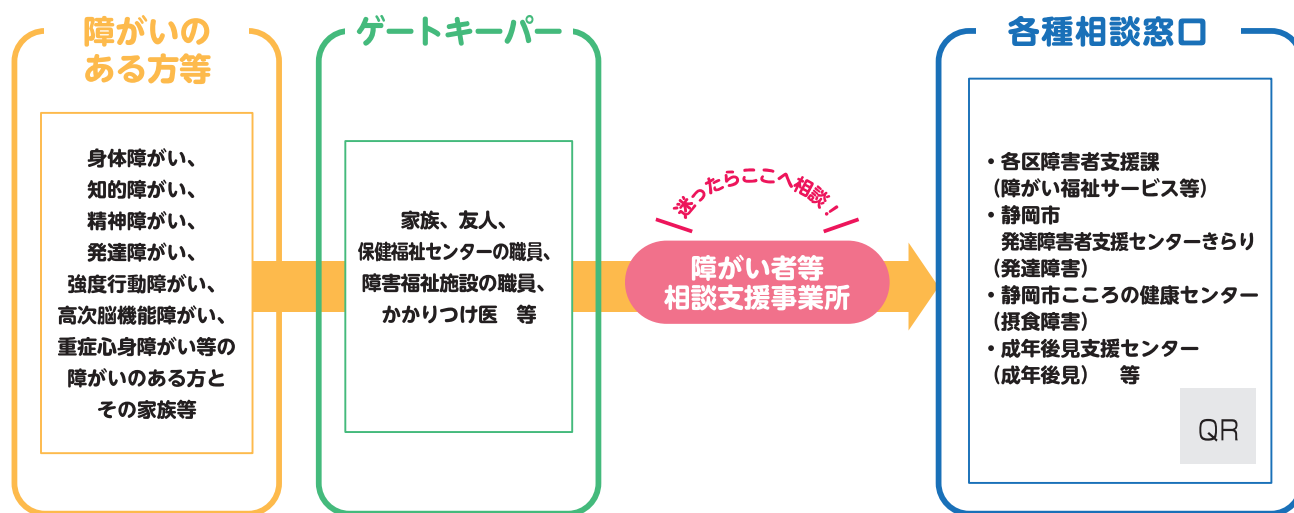 障がいの
ある方等
身体障がい、
知的障がい、
精神障がい、
発達障がい、
強度行動障がい、
高次脳機能障がい、
重症心身障がい等の
障がいのある方と
その家族等
ゲートキーパー
家族、友人、
保健福祉センターの職員、
障害福祉施設の職員、
かかりつけ医　等
迷ったらここへ相談！
障がい者等
相談支援事業所
各種相談窓口
・各区障害者支援課
（障がい福祉サービス等）
・静岡市
発達障害者支援センターきらり
（発達障害）
・静岡市こころの健康センター
（摂食障害）
・成年後見支援センター
（成年後見）　等
QR